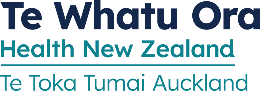 Te Whatu Ora
Health New Zealand
Te Toka Tumai Auckland